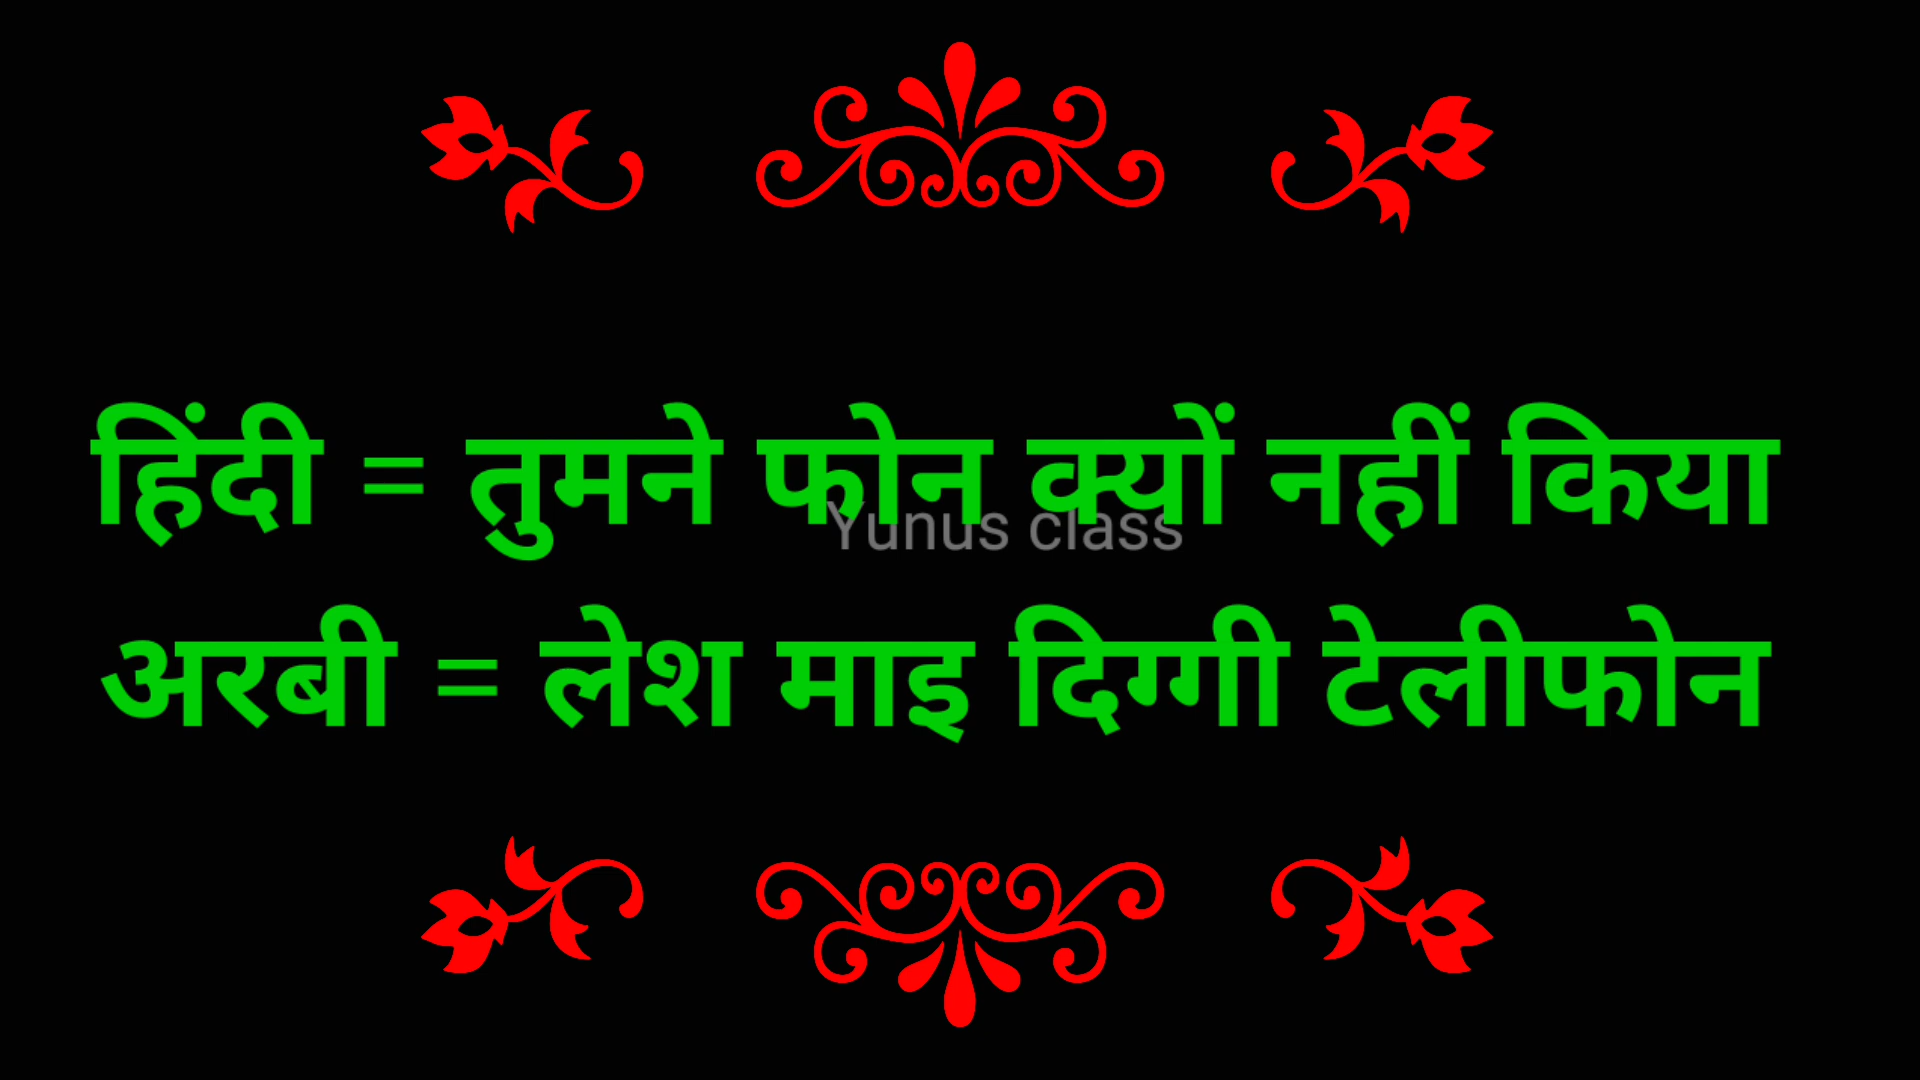 हिंदी = तुमने फोन क्यों नहीं किया
Yunus class
अरबी = लेश माइ दिग्गी टेलीफोन